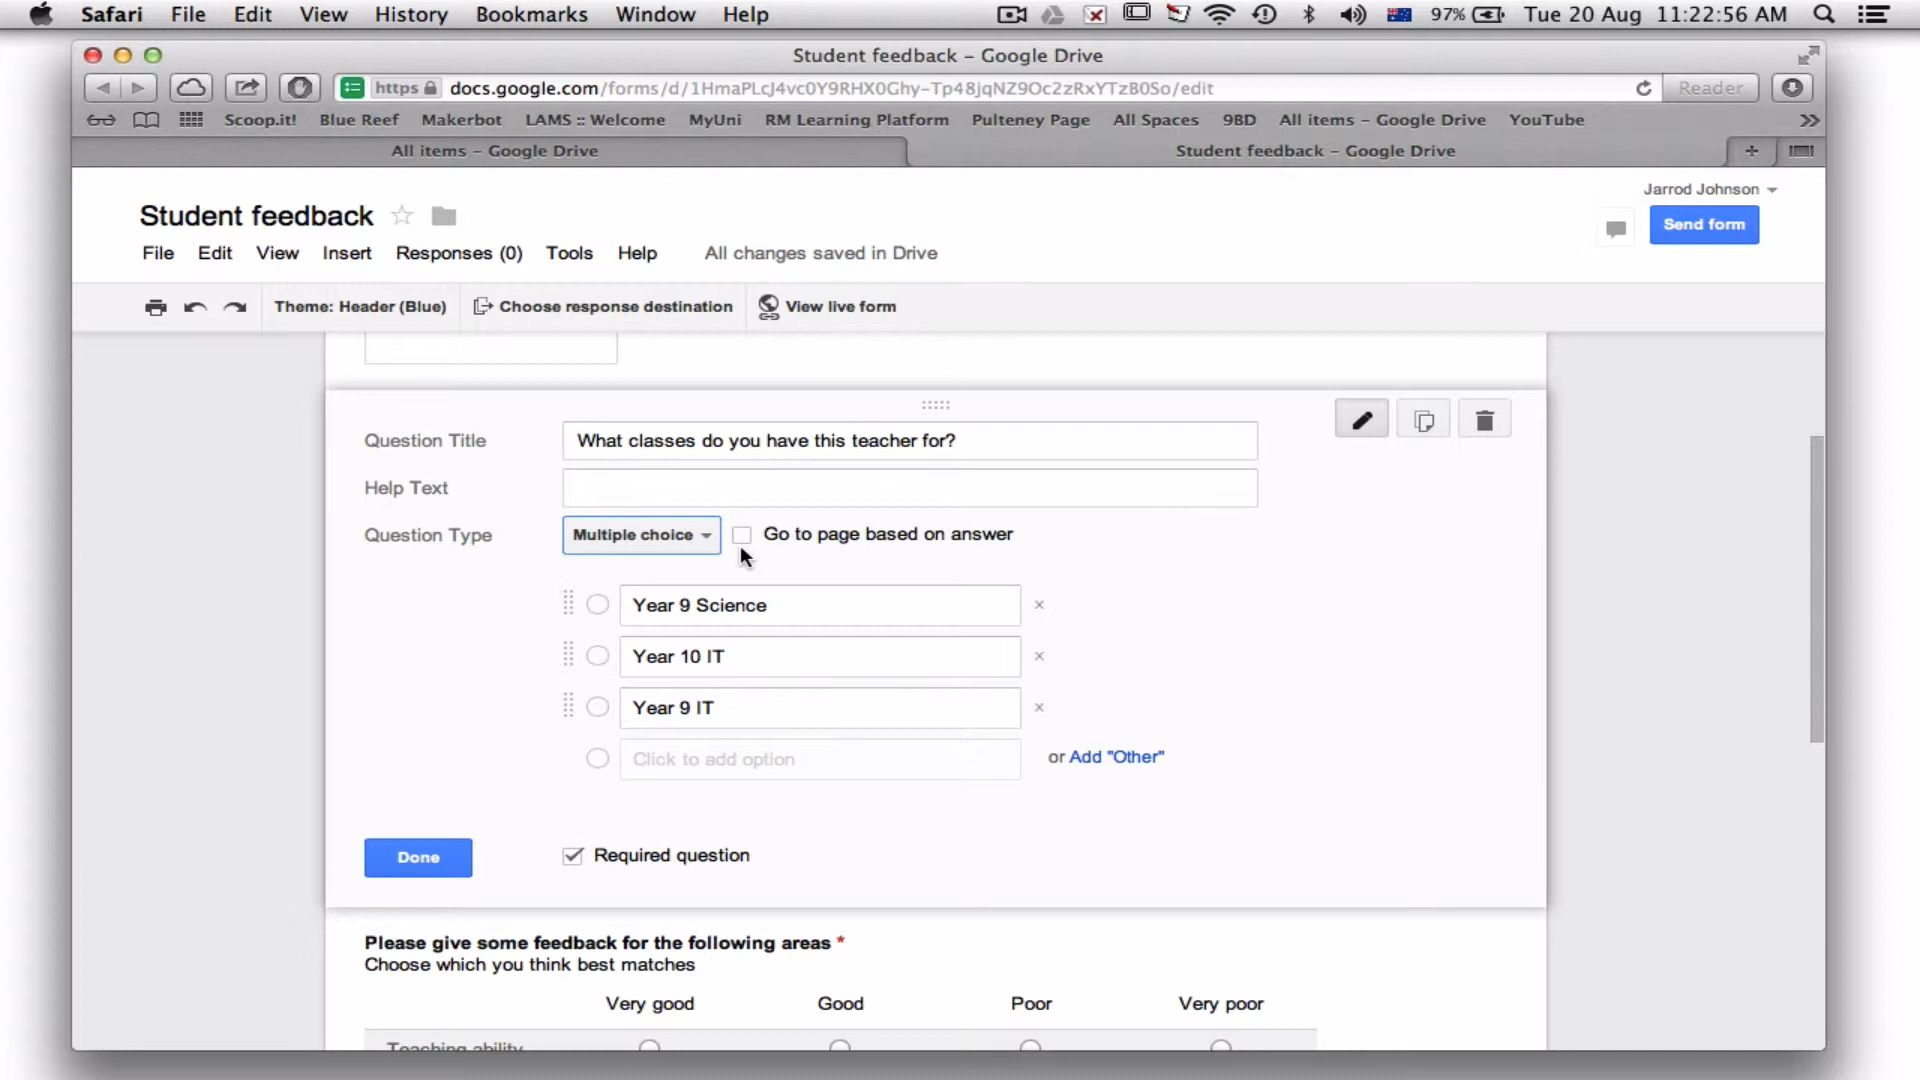 Safari File Edit View History Bookmarks Window Help 97% Tue 20 Aug 11:22:56 AM
Student feedback – Google Drive
https docs.google.com/forms/d/1HmaPLcJ4vc0Y9RHX0Ghy-Tp48jqNZ9Oc2zRxYTzB0So/edit Reader
Scoop.it! Blue Reef Makerbot LAMS :: Welcome MyUni RM Learning Platform Pulteney Page All Spaces 9BD All items – Google Drive YouTube
All items – Google Drive Student feedback – Google Drive
Jarrod Johnson
Student feedback
Send form
File Edit View Insert Responses (0) Tools Help All changes saved in Drive
Theme: Header (Blue) Choose response destination View live form
Question Title What classes do you have this teacher for?
Help Text
Question Type Multiple choice Go to page based on answer
Year 9 Science
Year 10 IT
Year 9 IT
Click to add option or Add "Other"
Done Required question
Please give some feedback for the following areas *
Choose which you think best matches
Very good Good Poor Very poor
Teaching ability